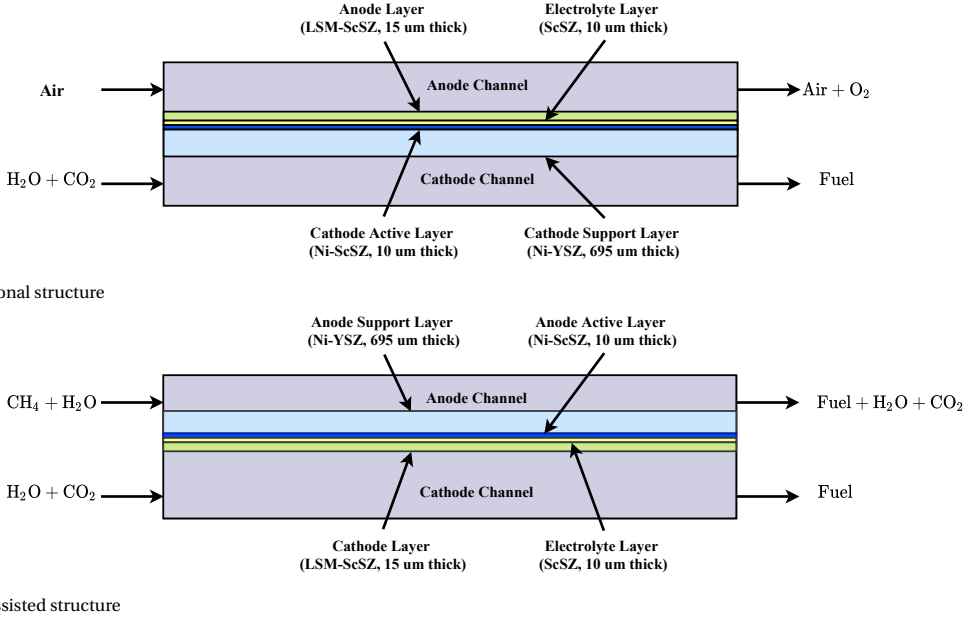 Anode Layer
(LSM-ScSZ, 15 um thick)
Electrolyte Layer
(ScSZ, 10 um thick)
Anode Channel
Air
Air + O₂
H₂O + CO₂
Cathode Channel
Fuel
Cathode Active Layer
(Ni-ScSZ, 10 um thick)
Cathode Support Layer
(Ni-YSZ, 695 um thick)
onal structure
Anode Support Layer
(Ni-YSZ, 695 um thick)
Anode Active Layer
(Ni-ScSZ, 10 um thick)
CH₄ + H₂O
Anode Channel
Fuel + H₂O + CO₂
H₂O + CO₂
Cathode Channel
Fuel
Cathode Layer
(LSM-ScSZ, 15 um thick)
Electrolyte Layer
(ScSZ, 10 um thick)
ssisted structure